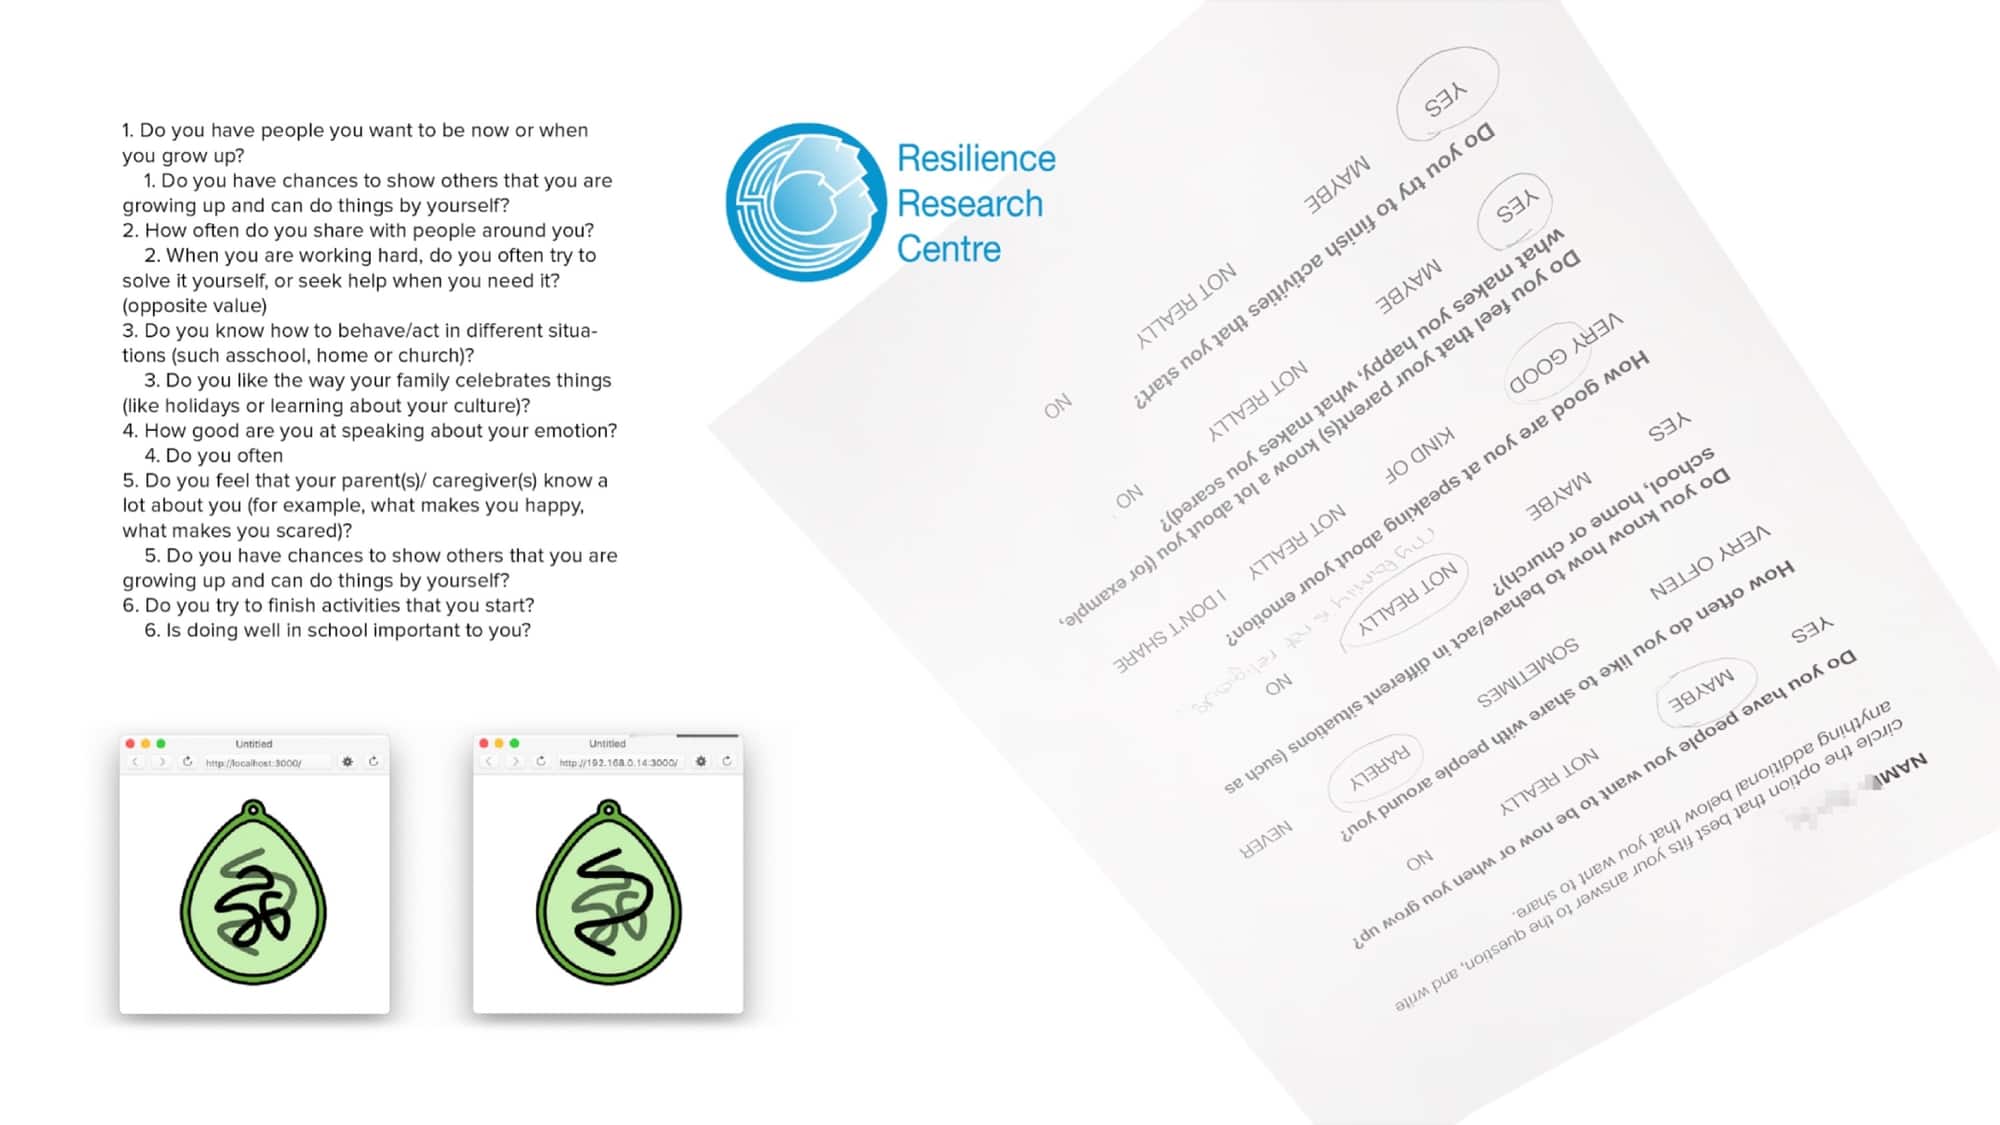 1. Do you have people you want to be now or when
you grow up?
1. Do you have chances to show others that you are
growing up and can do things by yourself?
2. How often do you share with people around you?
2. When you are working hard, do you often try to
solve it yourself, or seek help when you need it?
(opposite value)
3. Do you know how to behave/act in different situa-
tions (such asschool, home or church)?
3. Do you like the way your family celebrates things
(like holidays or learning about your culture)?
4. How good are you at speaking about your emotion?
4. Do you often
5. Do you feel that your parent(s)/ caregiver(s) know a
lot about you (for example, what makes you happy,
what makes you scared)?
5. Do you have chances to show others that you are
growing up and can do things by yourself?
6. Do you try to finish activities that you start?
6. Is doing well in school important to you?
Resilience
Research
Centre
Untitled
http://localhost:3000/
Untitled
http://192.168.0.14:3000/
NAM
circle the option that best fits your answer to the question, and write
anything additional below that you want to share.
Do you have people you want to be now or when you grow up?
YES MAYBE NOT REALLY NO
How often do you like to share with people around you?
VERY OFTEN SOMETIMES RARELY NEVER
Do you know how to behave/act in different situations (such as
school, home or church)?
YES MAYBE NOT REALLY NO
my family is not religious
How good are you at speaking about your emotion?
VERY GOOD KIND OF NOT REALLY I DON'T SHARE
Do you feel that your parent(s) know a lot about you (for example,
what makes you happy, what makes you scared)?
YES MAYBE NOT REALLY NO
Do you try to finish activities that you start?
YES MAYBE NOT REALLY NO